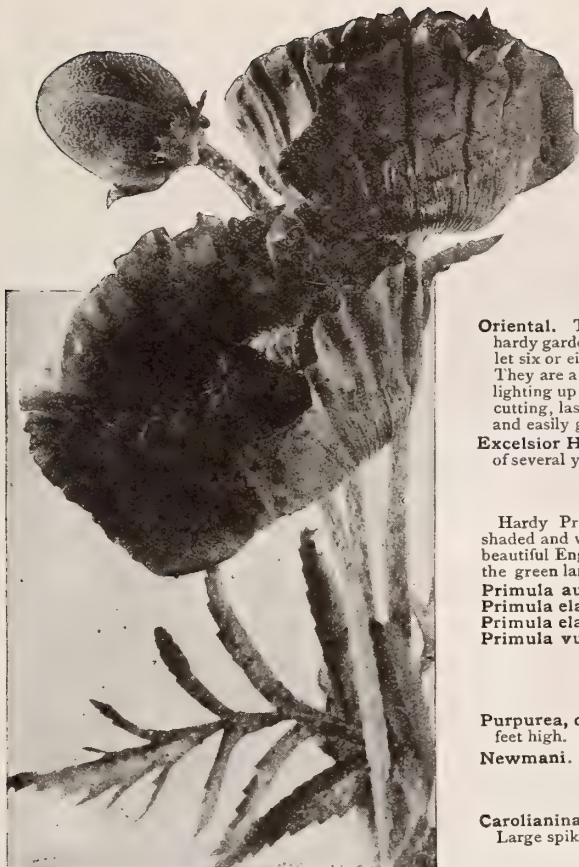 Oriental.
hardy garde
let six or ei
They are a
lighting up
cutting, las
and easily g
Excelsior H
of several y
Hardy Pr
shaded and w
beautiful Eng
the green lan
Primula au
Primula ela
Primula ela
Primula vu
Purpurea, c
feet high.
Newmani.
Carolianina
Large spik